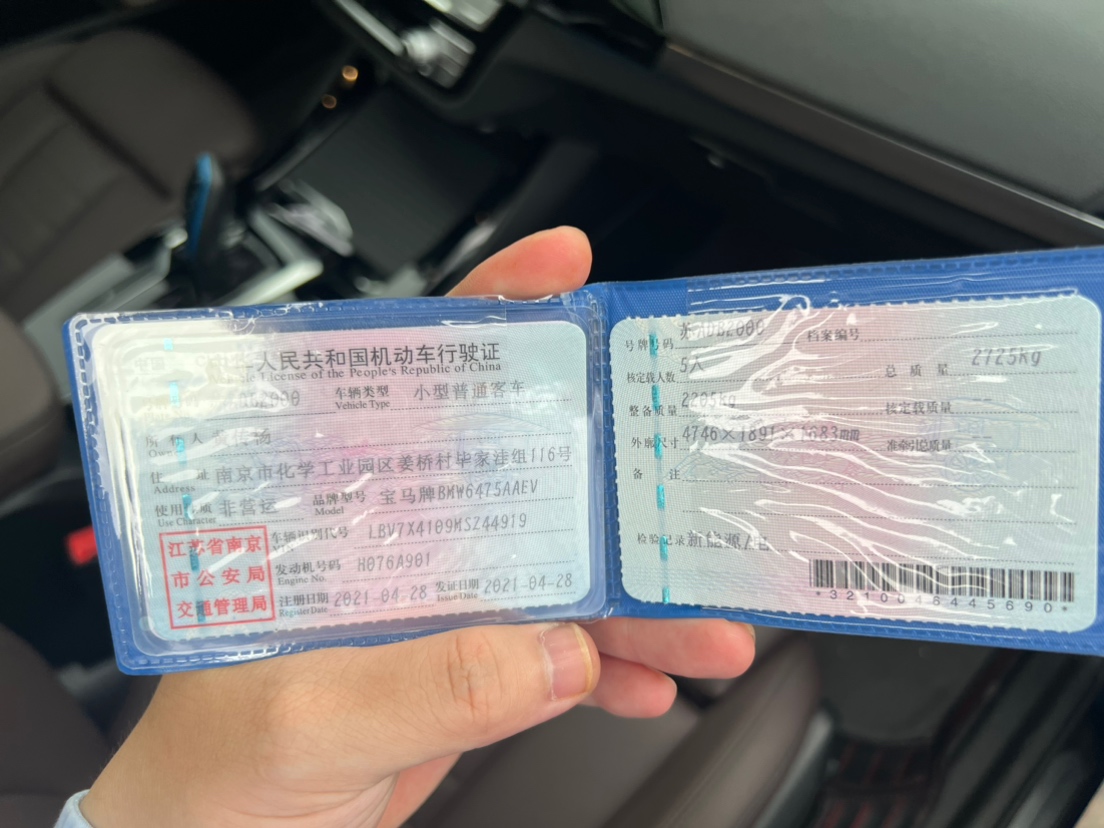 人民共和国机动车行驶证
License of the People's Republic of China
车辆类型 小型普通客车
Vehicle Type
人
住 址 南京市化学工业园区姜桥村毕家洼组116号
Address
使用 质 非营运 品牌型号 宝马牌BMW6475AAEV
Use Character Model
车辆识别代号 LBV7X4109MSZ44919
发动机号码 H076A901
Engine No.
注册日期 2021-04-28 发证日期 2021-04-28
Register Date Issue Date
江苏省南京
市公安局
交通管理局
号牌号码 档案编号
核定载人数 5人 总 质 量 2725kg
整备质量 核定载质量 --
外廓尺寸 4746×1891×1683 准牵引总质量 --
备 注
检验记录 新能源/电
*3210046445690*